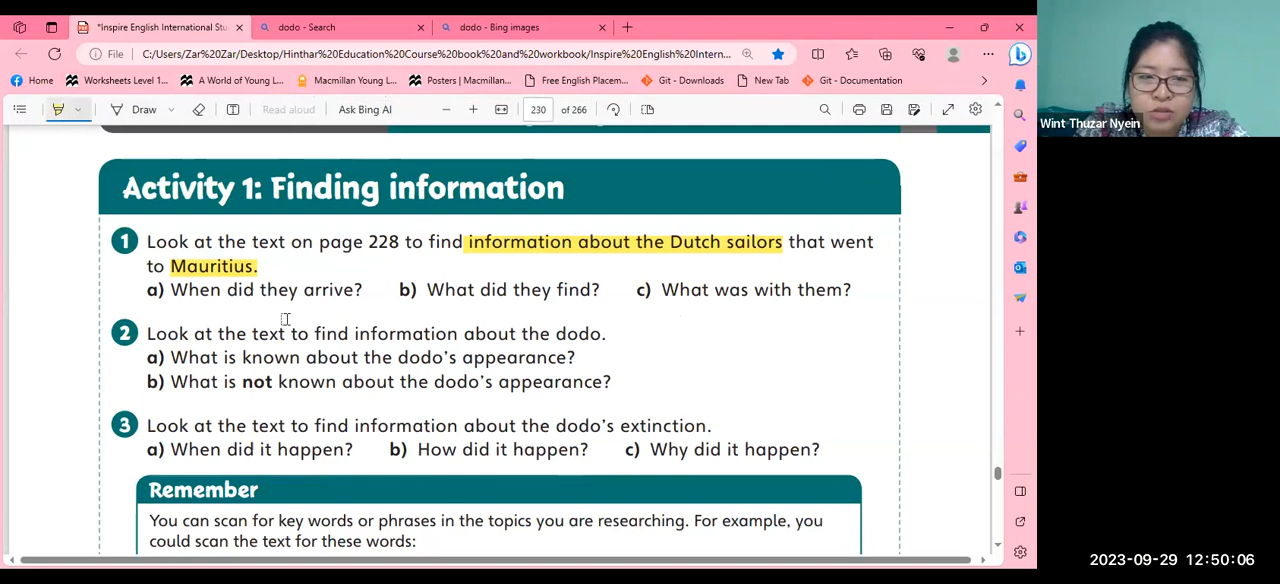 *Inspire English International Stu
dodo - Search
dodo - Bing images
File
C:/Users/Zar%20Zar/Desktop/Hinthar%20Education%20Course%20book%20and%20workbook/Inspire%20English%20Intern...
Home
Worksheets Level 1...
A World of Young L...
Macmillan Young L...
Posters | Macmillan...
Free English Placem...
Git - Downloads
New Tab
Git - Documentation
Draw
Read aloud
Ask Bing AI
230
of 266
Wint Thuzar Nyein
Activity 1: Finding information
1 Look at the text on page 228 to find information about the Dutch sailors that went
to Mauritius.
a) When did they arrive? b) What did they find? c) What was with them?
2 Look at the text to find information about the dodo.
a) What is known about the dodo's appearance?
b) What is not known about the dodo's appearance?
3 Look at the text to find information about the dodo's extinction.
a) When did it happen? b) How did it happen? c) Why did it happen?
Remember
You can scan for key words or phrases in the topics you are researching. For example, you
could scan the text for these words:
2023-09-29 12:50:06